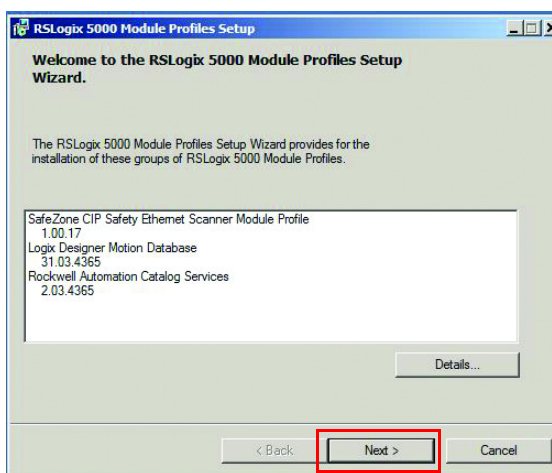 RSLogix 5000 Module Profiles Setup
Welcome to the RSLogix 5000 Module Profiles Setup
Wizard.
The RSLogix 5000 Module Profiles Setup Wizard provides for the
installation of these groups of RSLogix 5000 Module Profiles.
SafeZone CIP Safety Ethernet Scanner Module Profile
1.00.17
Logix Designer Motion Database
31.03.4365
Rockwell Automation Catalog Services
2.03.4365
Details...
< Back
Next >
Cancel